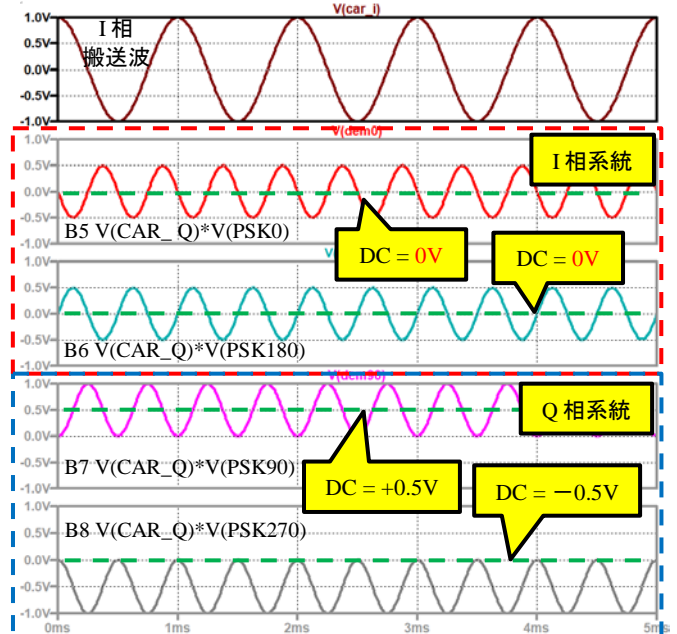 V(car_i)
1.0V
0.5V
0.0V
-0.5V
-1.0V
I 相
搬送波
V(dem0)
1.0V
0.5V
0.0V
-0.5V
-1.0V
I 相系統
B5 V(CAR_ Q)*V(PSK0)
DC = 0V
DC = 0V
1.0V
0.5V
0.0V
-0.5V
-1.0V
B6 V(CAR_Q)*V(PSK180)
V(dem90)
1.0V
0.5V
0.0V
-0.5V
-1.0V
Q 相系統
B7 V(CAR_Q)*V(PSK90)
DC = +0.5V
DC = －0.5V
1.0V
0.5V
0.0V
-0.5V
-1.0V
B8 V(CAR_Q)*V(PSK270)
0ms 1ms 2ms 3ms 4ms 5ms